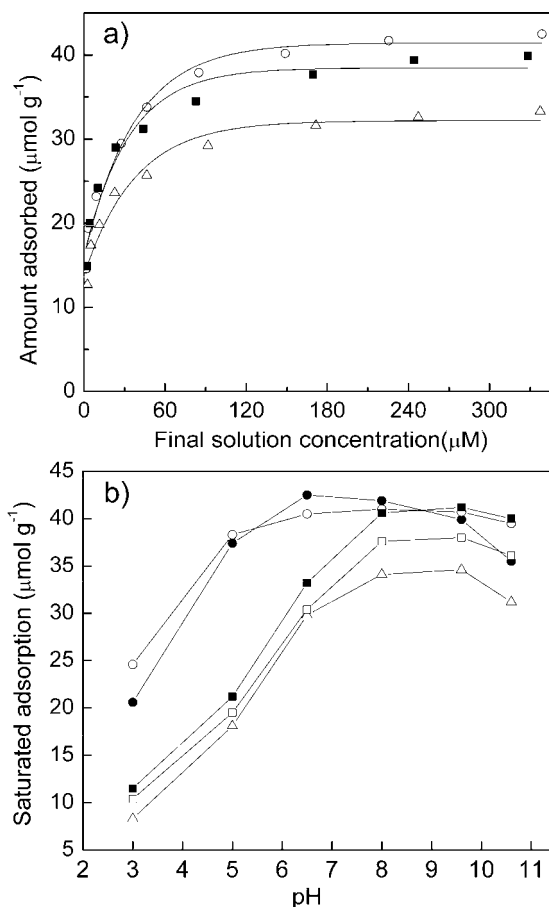 a)
Amount adsorbed (μmol g⁻¹)
40
30
20
10
0
0 60 120 180 240 300
Final solution concentration(μM)
b)
Saturated adsorption (μmol g⁻¹)
45
40
35
30
25
20
15
10
5
2 3 4 5 6 7 8 9 10 11
pH